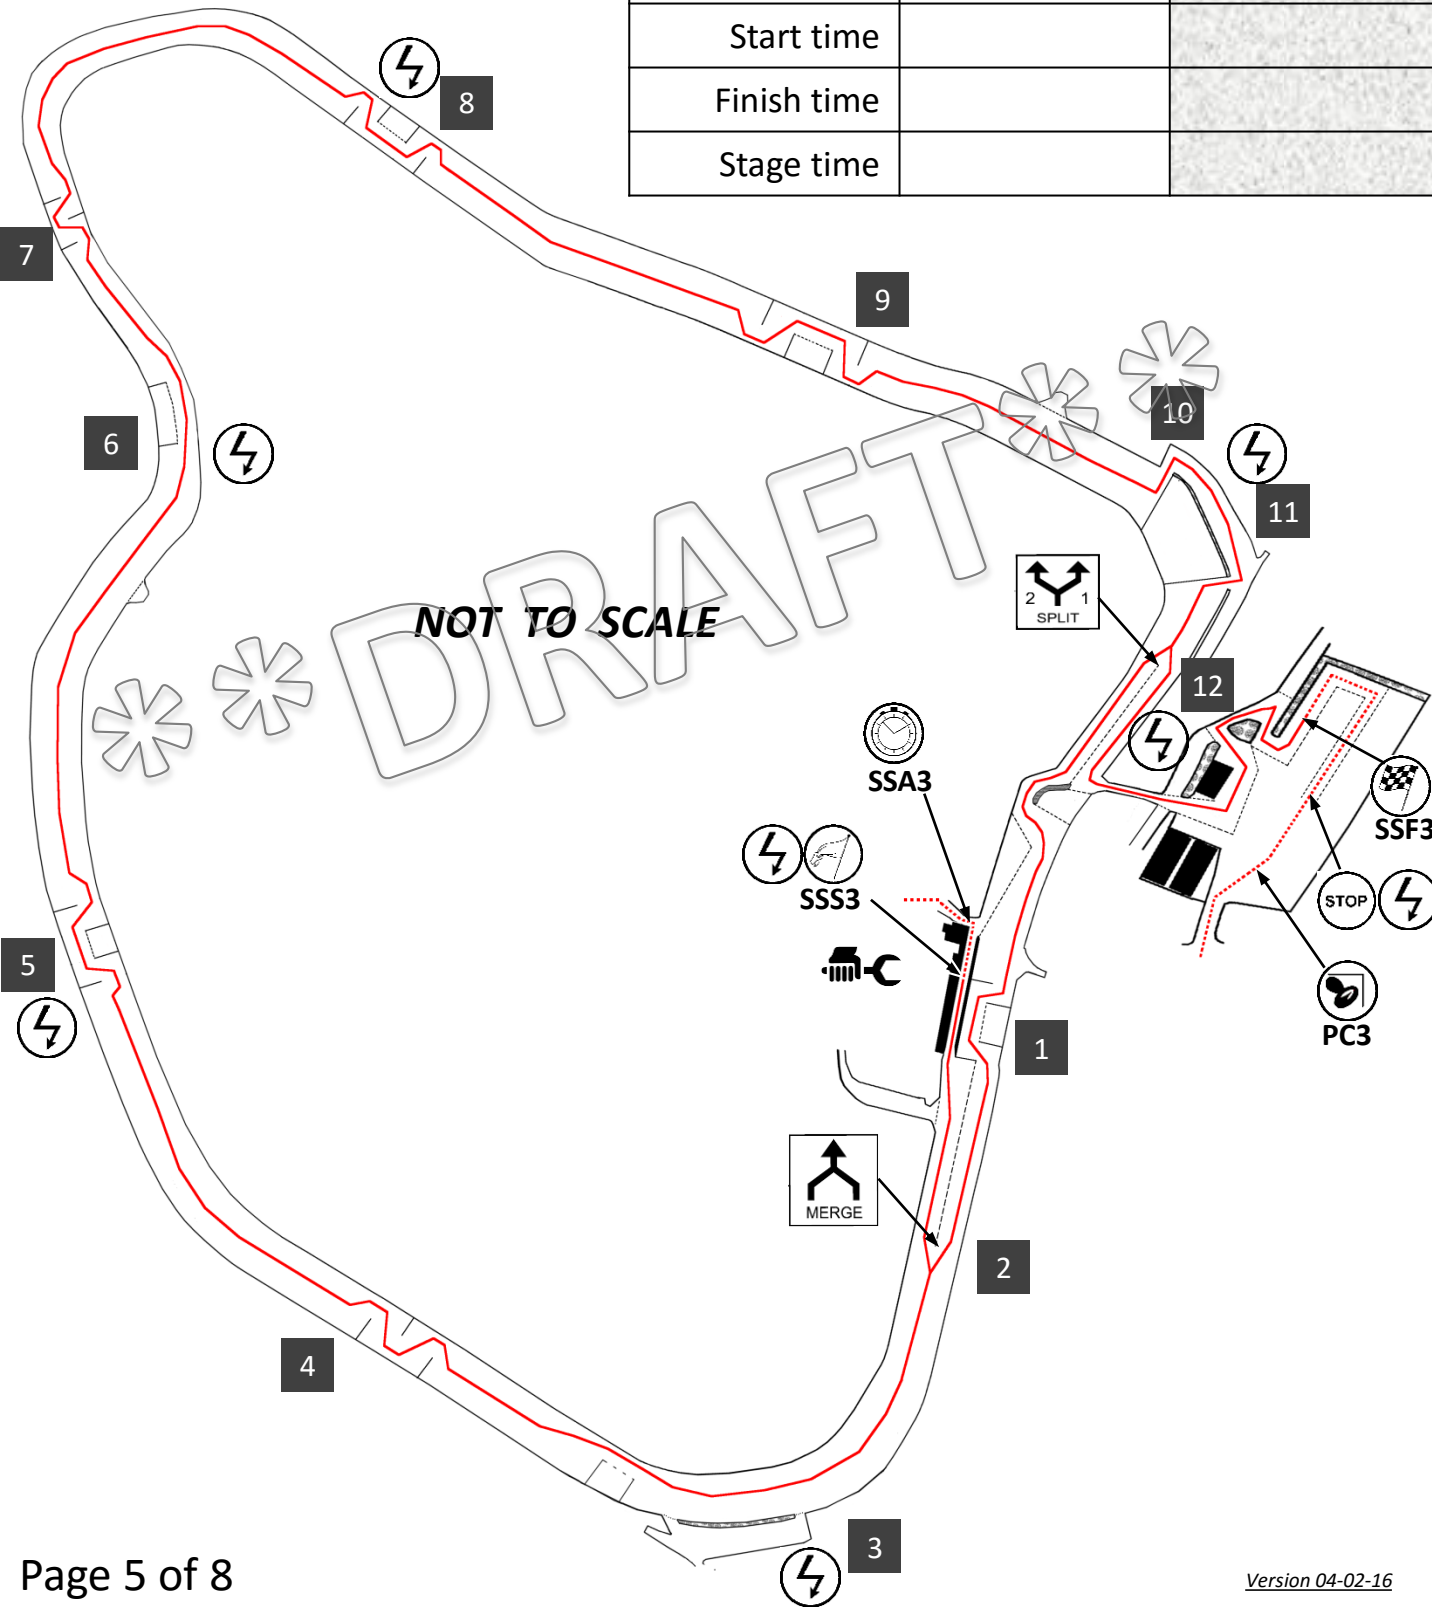 Start time
Finish time
Stage time
8
7
9
10
6
11
2 1
SPLIT
NOT TO SCALE
**DRAFT**
12
SSA3
SSF3
SSS3
STOP
5
PC3
1
MERGE
2
4
3
Page 5 of 8
Version 04-02-16